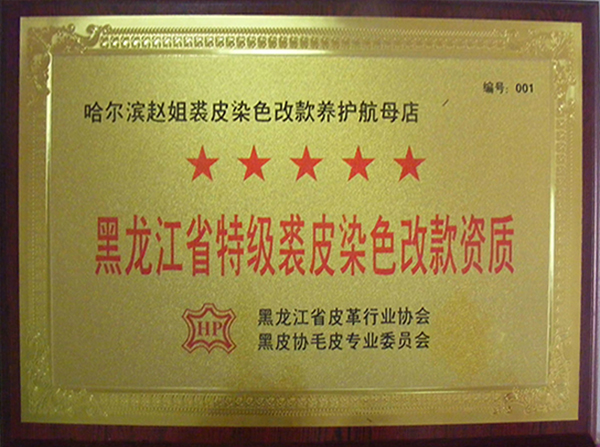 编号：001
哈尔滨赵姐裘皮染色改款养护航母店
黑龙江省特级裘皮染色改款资质
HP
黑龙江省皮革行业协会
黑皮协毛皮专业委员会